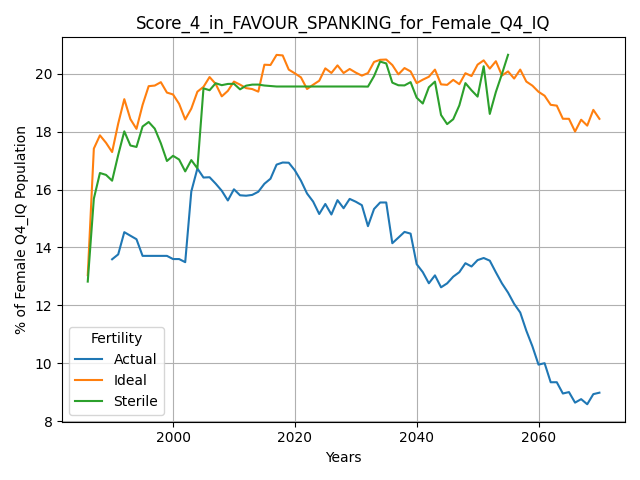 Score_4_in_FAVOUR_SPANKING_for_Female_Q4_IQ
% of Female Q4_IQ Population
20
18
16
14
12
10
8
Fertility
Actual
Ideal
Sterile
2000 2020 2040 2060
Years